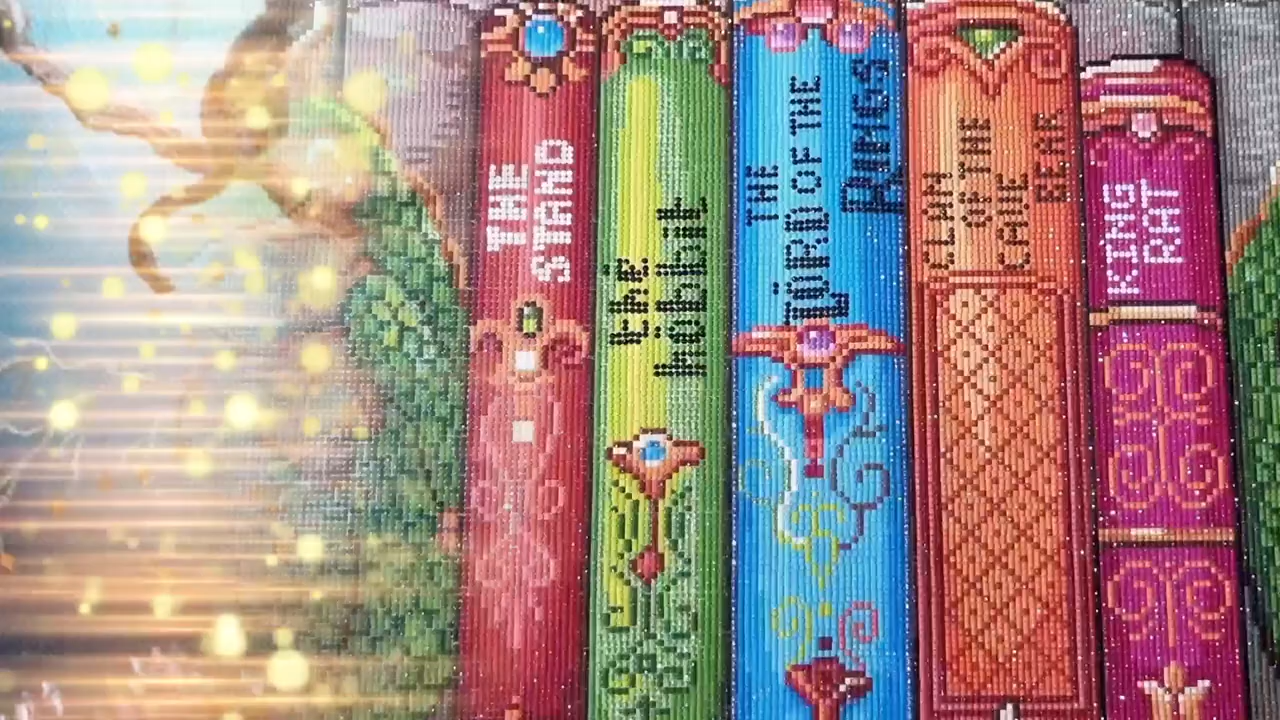 THE
STAND
the
hobbit
THE
LORD OF THE
RINGS
CLAN
OF THE
CAVE
BEAR
KING
RAT